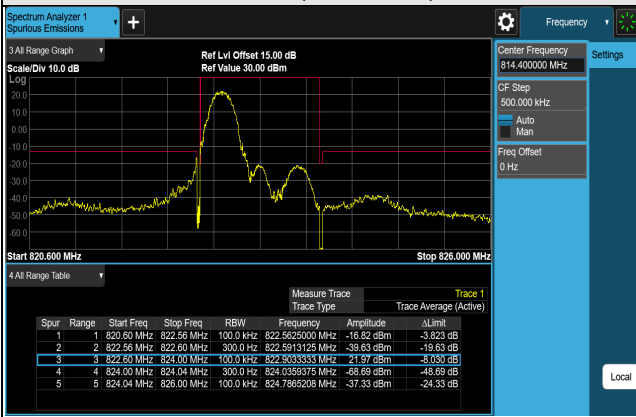 Spectrum Analyzer 1
Spurious Emissions
Frequency
3 All Range Graph
Ref Lvl Offset 15.00 dB
Scale/Div 10.0 dB
Ref Value 30.00 dBm
Log
20.0
10.0
0.00
-10.0
-20.0
-30.0
-40.0
-50.0
-60.0
Start 820.600 MHz
Stop 826.000 MHz
Center Frequency
814.400000 MHz
Settings
CF Step
500.000 kHz
Auto
Man
Freq Offset
0 Hz
Local
4 All Range Table
Measure Trace Trace 1
Trace Type Trace Average (Active)
Spur Range Start Freq Stop Freq RBW Frequency Amplitude ΔLimit
1 1 820.60 MHz 822.56 MHz 100.0 kHz 822.5625000 MHz -16.82 dBm -3.823 dB
2 2 822.56 MHz 822.60 MHz 300.0 Hz 822.5913125 MHz -39.63 dBm -19.63 dB
3 3 822.60 MHz 824.00 MHz 100.0 kHz 822.9033333 MHz 21.97 dBm -8.030 dB
4 4 824.00 MHz 824.04 MHz 300.0 Hz 824.0359375 MHz -68.69 dBm -48.69 dB
5 5 824.04 MHz 826.00 MHz 100.0 kHz 824.7865208 MHz -37.33 dBm -24.33 dB